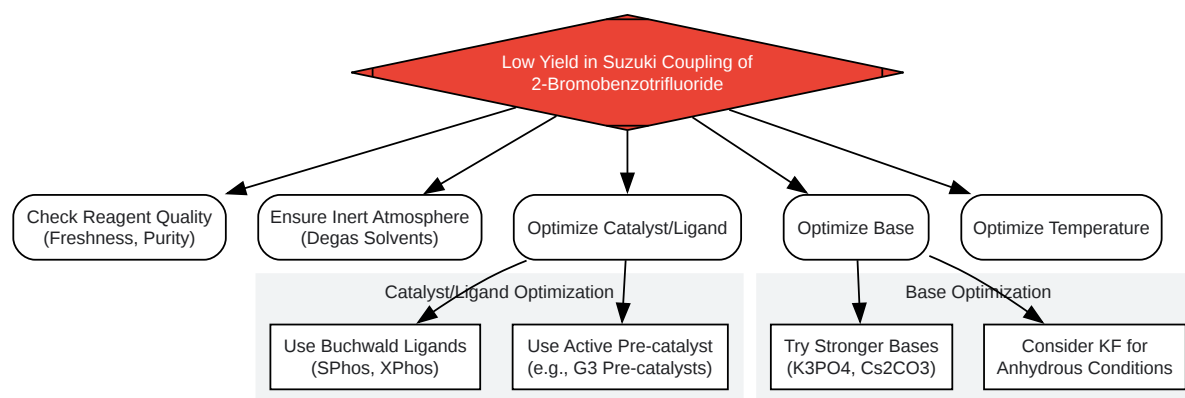 Low Yield in Suzuki Coupling of
2-Bromobenzotrifluoride
Check Reagent Quality
(Freshness, Purity)
Ensure Inert Atmosphere
(Degas Solvents)
Optimize Catalyst/Ligand
Optimize Base
Optimize Temperature
Catalyst/Ligand Optimization
Base Optimization
Use Buchwald Ligands
(SPhos, XPhos)
Use Active Pre-catalyst
(e.g., G3 Pre-catalysts)
Try Stronger Bases
(K3PO4, Cs2CO3)
Consider KF for
Anhydrous Conditions